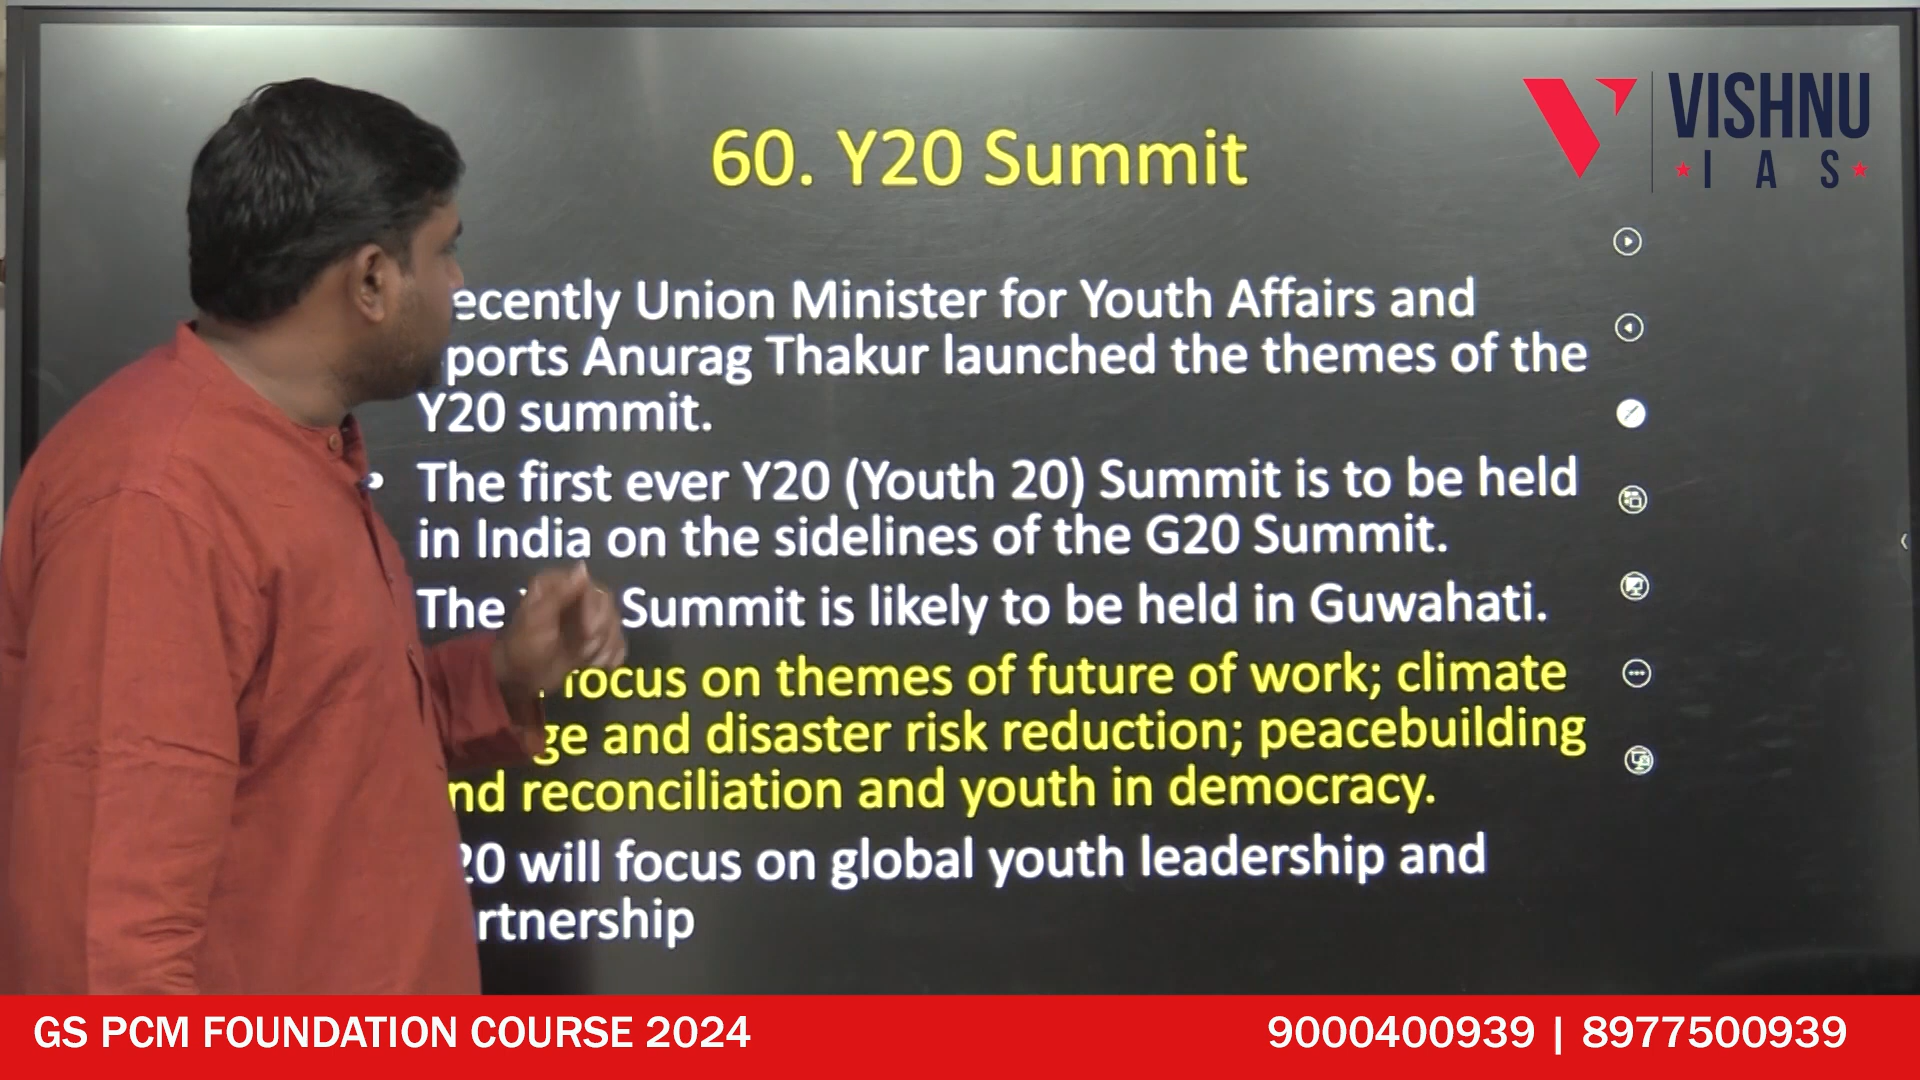 VISHNU
IAS
60. Y20 Summit
ecently Union Minister for Youth Affairs and
ports Anurag Thakur launched the themes of the
Y20 summit.
• The first ever Y20 (Youth 20) Summit is to be held
in India on the sidelines of the G20 Summit.
The Summit is likely to be held in Guwahati.
focus on themes of future of work; climate
ge and disaster risk reduction; peacebuilding
nd reconciliation and youth in democracy.
20 will focus on global youth leadership and
rtnership
GS PCM FOUNDATION COURSE 2024
9000400939 | 8977500939